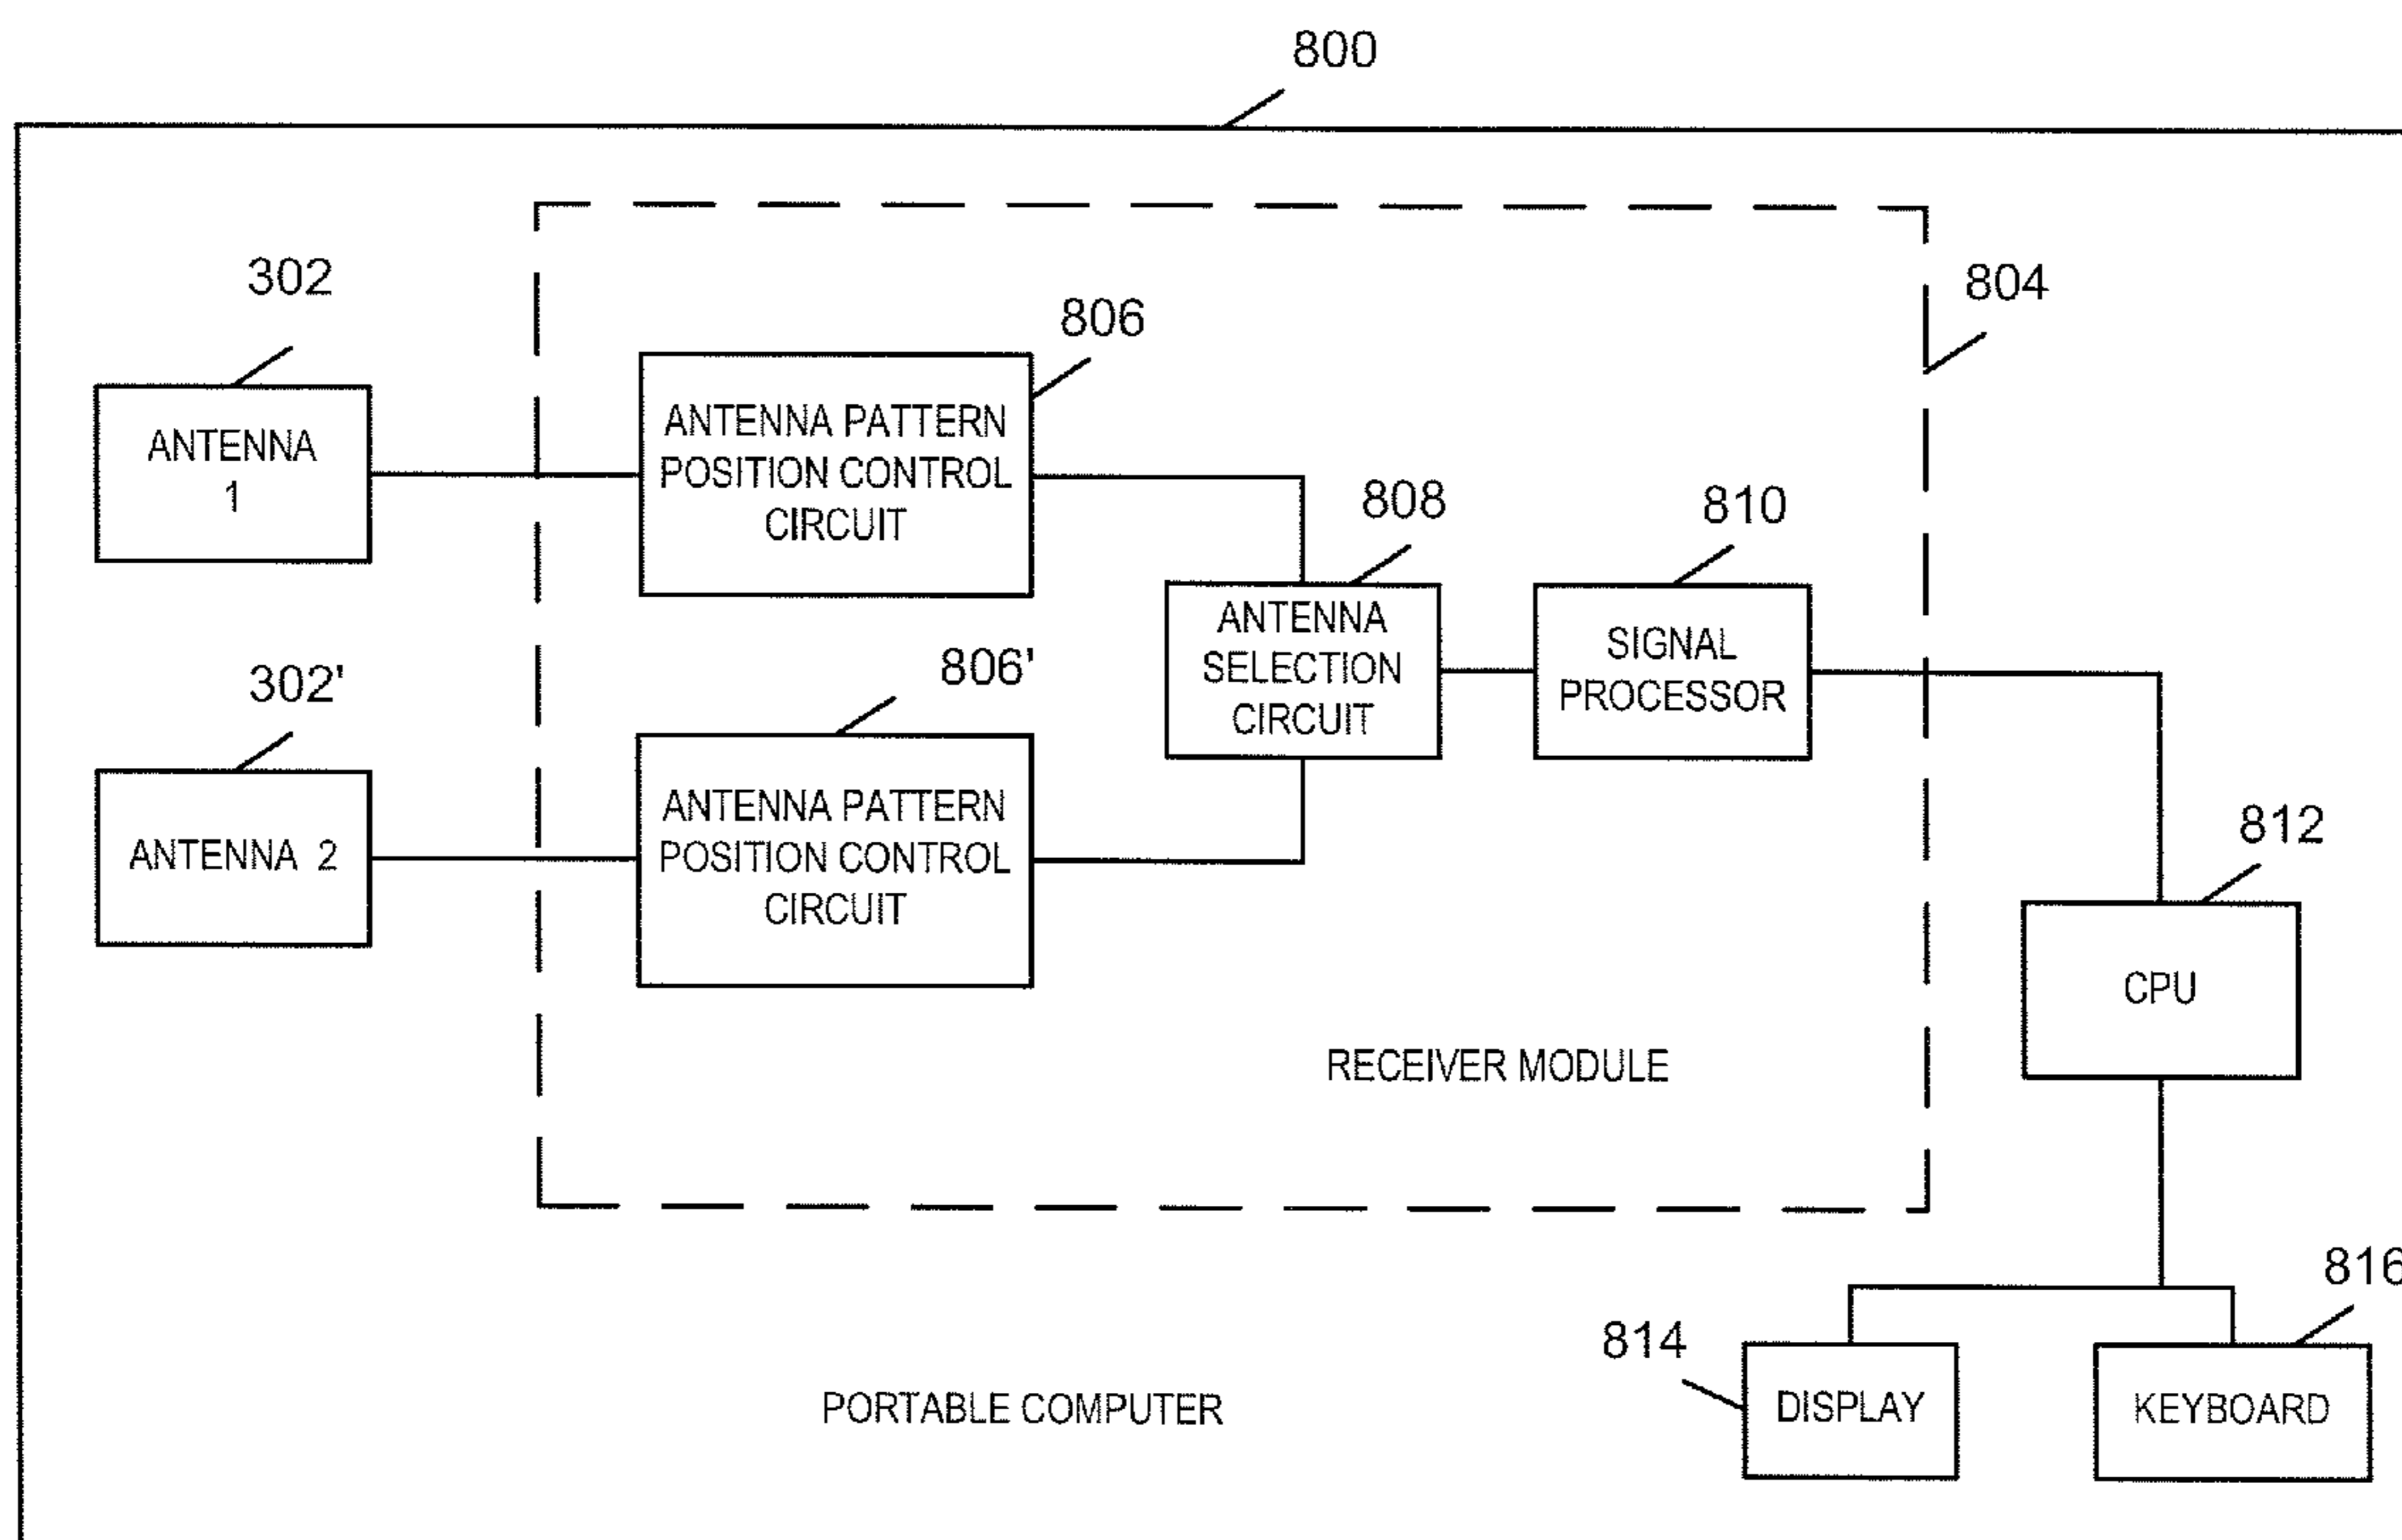 800
302
806
804
ANTENNA
1
ANTENNA PATTERN
POSITION CONTROL
CIRCUIT
808
810
302'
806'
ANTENNA
SELECTION
CIRCUIT
SIGNAL
PROCESSOR
ANTENNA 2
ANTENNA PATTERN
POSITION CONTROL
CIRCUIT
812
CPU
RECEIVER MODULE
816
814
DISPLAY
KEYBOARD
PORTABLE COMPUTER